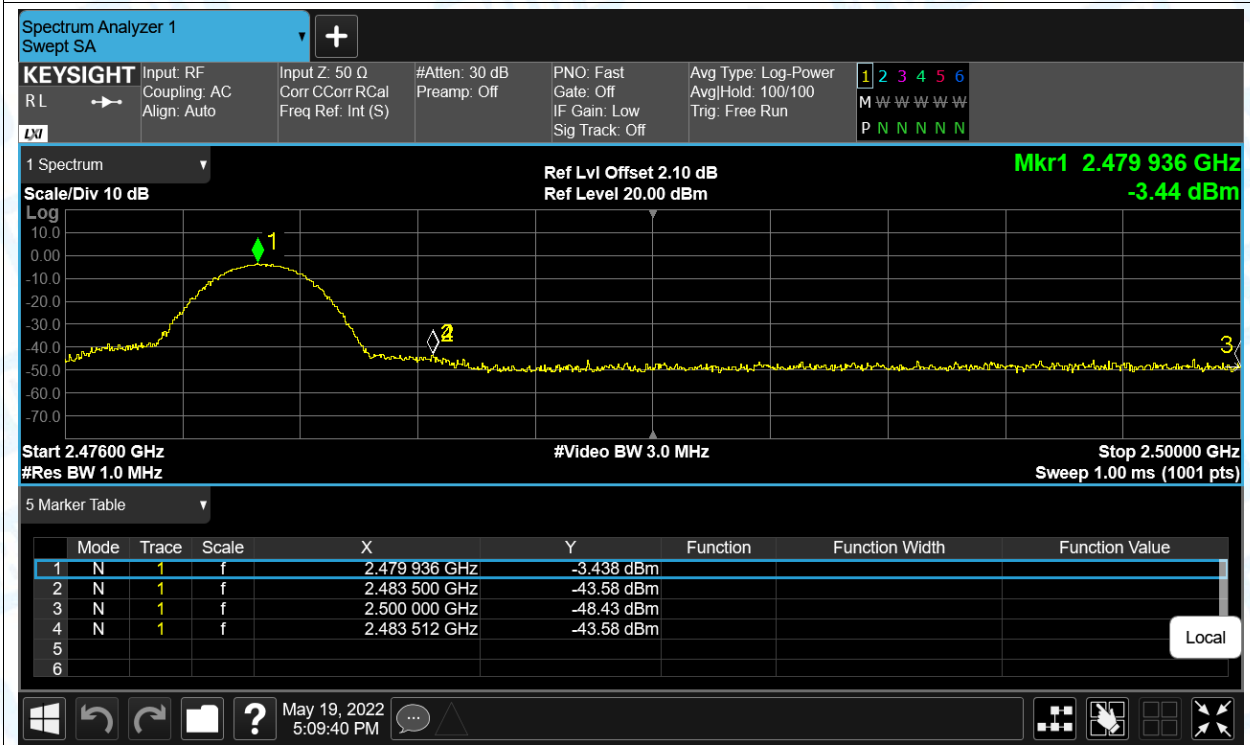 Spectrum Analyzer 1
Swept SA
KEYSIGHT
RL
LXI
Input: RF
Coupling: AC
Align: Auto
Input Z: 50 Ω
Corr CCorr RCal
Freq Ref: Int (S)
#Atten: 30 dB
Preamp: Off
PNO: Fast
Gate: Off
IF Gain: Low
Sig Track: Off
Avg Type: Log-Power
Avg|Hold: 100/100
Trig: Free Run
1 2 3 4 5 6
M W W W W W
P N N N N N
1 Spectrum
Scale/Div 10 dB
Ref Lvl Offset 2.10 dB
Ref Level 20.00 dBm
Mkr1 2.479 936 GHz
-3.44 dBm
Log
10.0
0.00
-10.0
-20.0
-30.0
-40.0
-50.0
-60.0
-70.0
1
3
Start 2.47600 GHz
#Video BW 3.0 MHz
Stop 2.50000 GHz
#Res BW 1.0 MHz
Sweep 1.00 ms (1001 pts)
5 Marker Table
Mode Trace Scale X Y Function Function Width Function Value
1 N 1 f 2.479 936 GHz -3.438 dBm
2 N 1 f 2.483 500 GHz -43.58 dBm
3 N 1 f 2.500 000 GHz -48.43 dBm
4 N 1 f 2.483 512 GHz -43.58 dBm
5
6
Local
?
May 19, 2022
5:09:40 PM